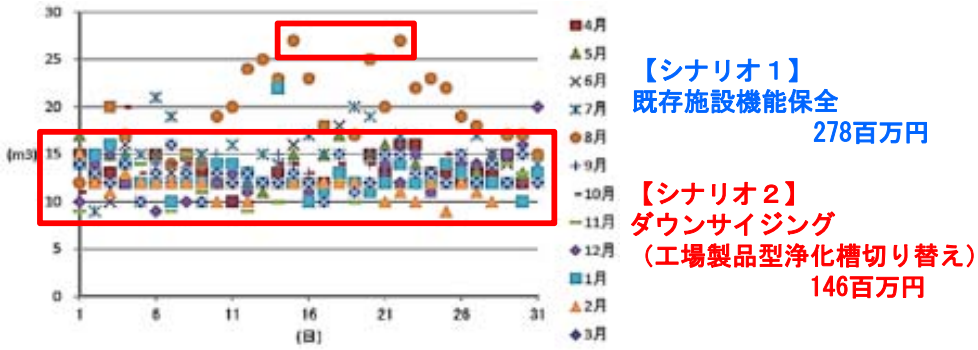 30
25
20
15
10
5
0
(m3)
1
6
11
16
21
26
31
(日)
4月
5月
6月
7月
8月
9月
10月
11月
12月
1月
2月
3月
【シナリオ１】
既存施設機能保全
278百万円
【シナリオ２】
ダウンサイジング
（工場製品型浄化槽切り替え）
146百万円